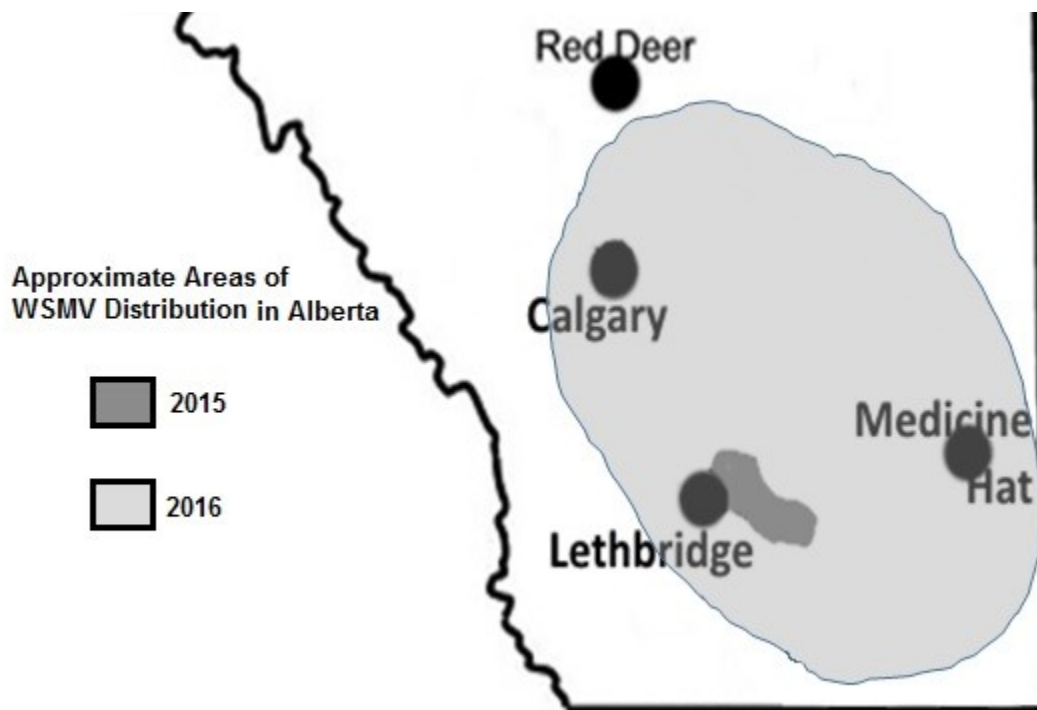 Red Deer
Calgary
Approximate Areas of
WSMV Distribution in Alberta
2015
2016
Medicine
Hat
Lethbridge